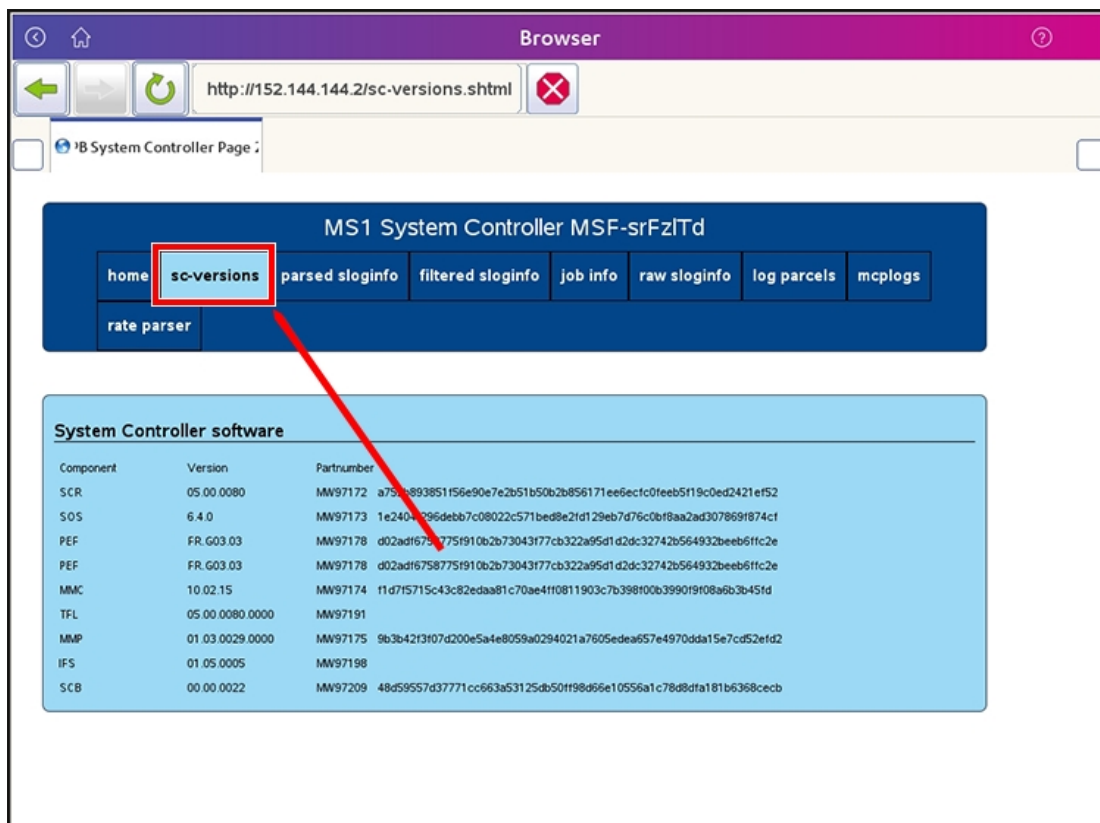 Browser
http://152.144.144.2/sc-versions.shtml
PB System Controller Page
MS1 System Controller MSF-srFzlTd
home sc-versions parsed sloginfo filtered sloginfo job info raw sloginfo log parcels mcplogs
rate parser
System Controller software
Component Version Partnumber
SCR 05.00.0080 MW97172
SOS 6.4.0 MW97173
PEF FR.G03.03 MW97178
PEF FR.G03.03 MW97178 d02adf6758775f910b2b73043f77cb322a95d1d2dc32742b564932beeb6ffc2e
MMC 10.02.15 MW97174 f1d7f5715c43c82edaa81c70ae4ff0811903c7b398f00b3990f9f08a6b3b45fd
TFL 05.00.0080.0000 MW97191
MMP 01.03.0029.0000 MW97175 9b3b42f3f07d200e5a4e8059a0294021a7605edea657e4970dda15e7cd52efd2
IFS 01.05.0005 MW97198
SCB 00.00.0022 MW97209 48d59557d37771cc663a53125db50ff98d66e10556a1c78d8dfa181b6368cecb